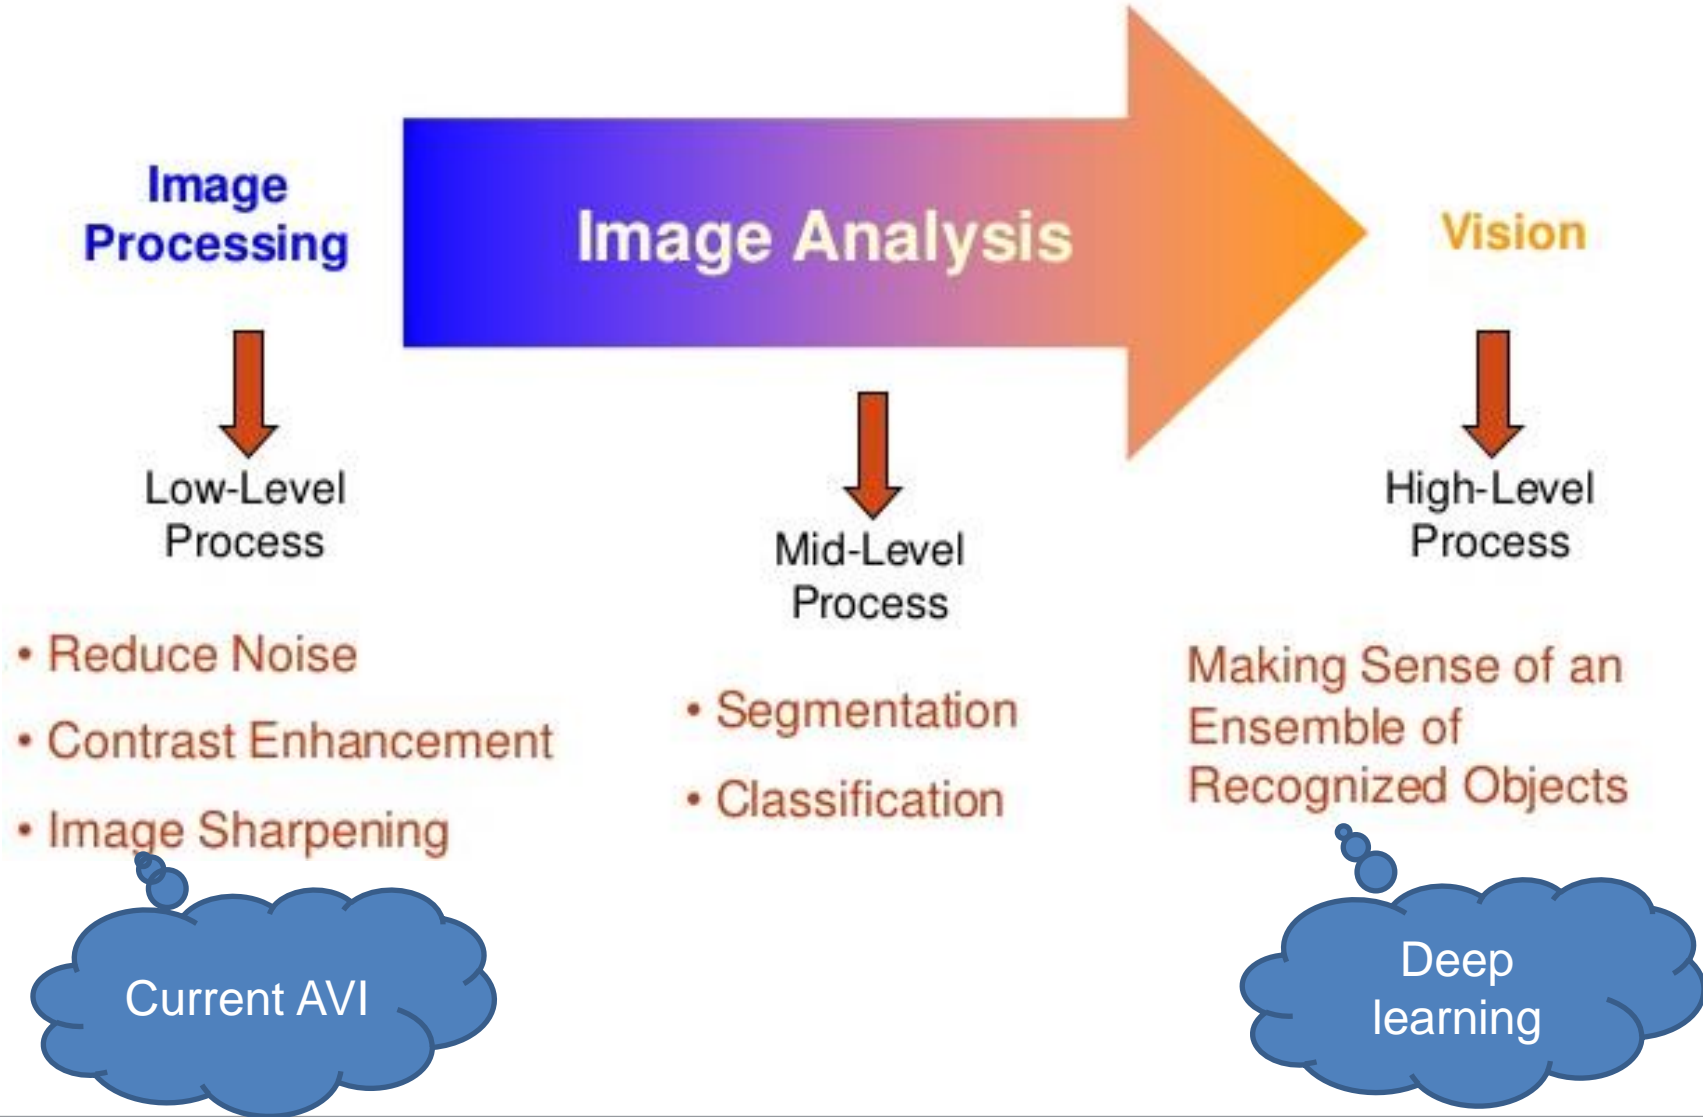 Image
Processing
Image Analysis
Vision
Low-Level
Process
Mid-Level
Process
High-Level
Process
• Reduce Noise
• Contrast Enhancement
• Image Sharpening
• Segmentation
• Classification
Making Sense of an
Ensemble of
Recognized Objects
Current AVI
Deep
learning